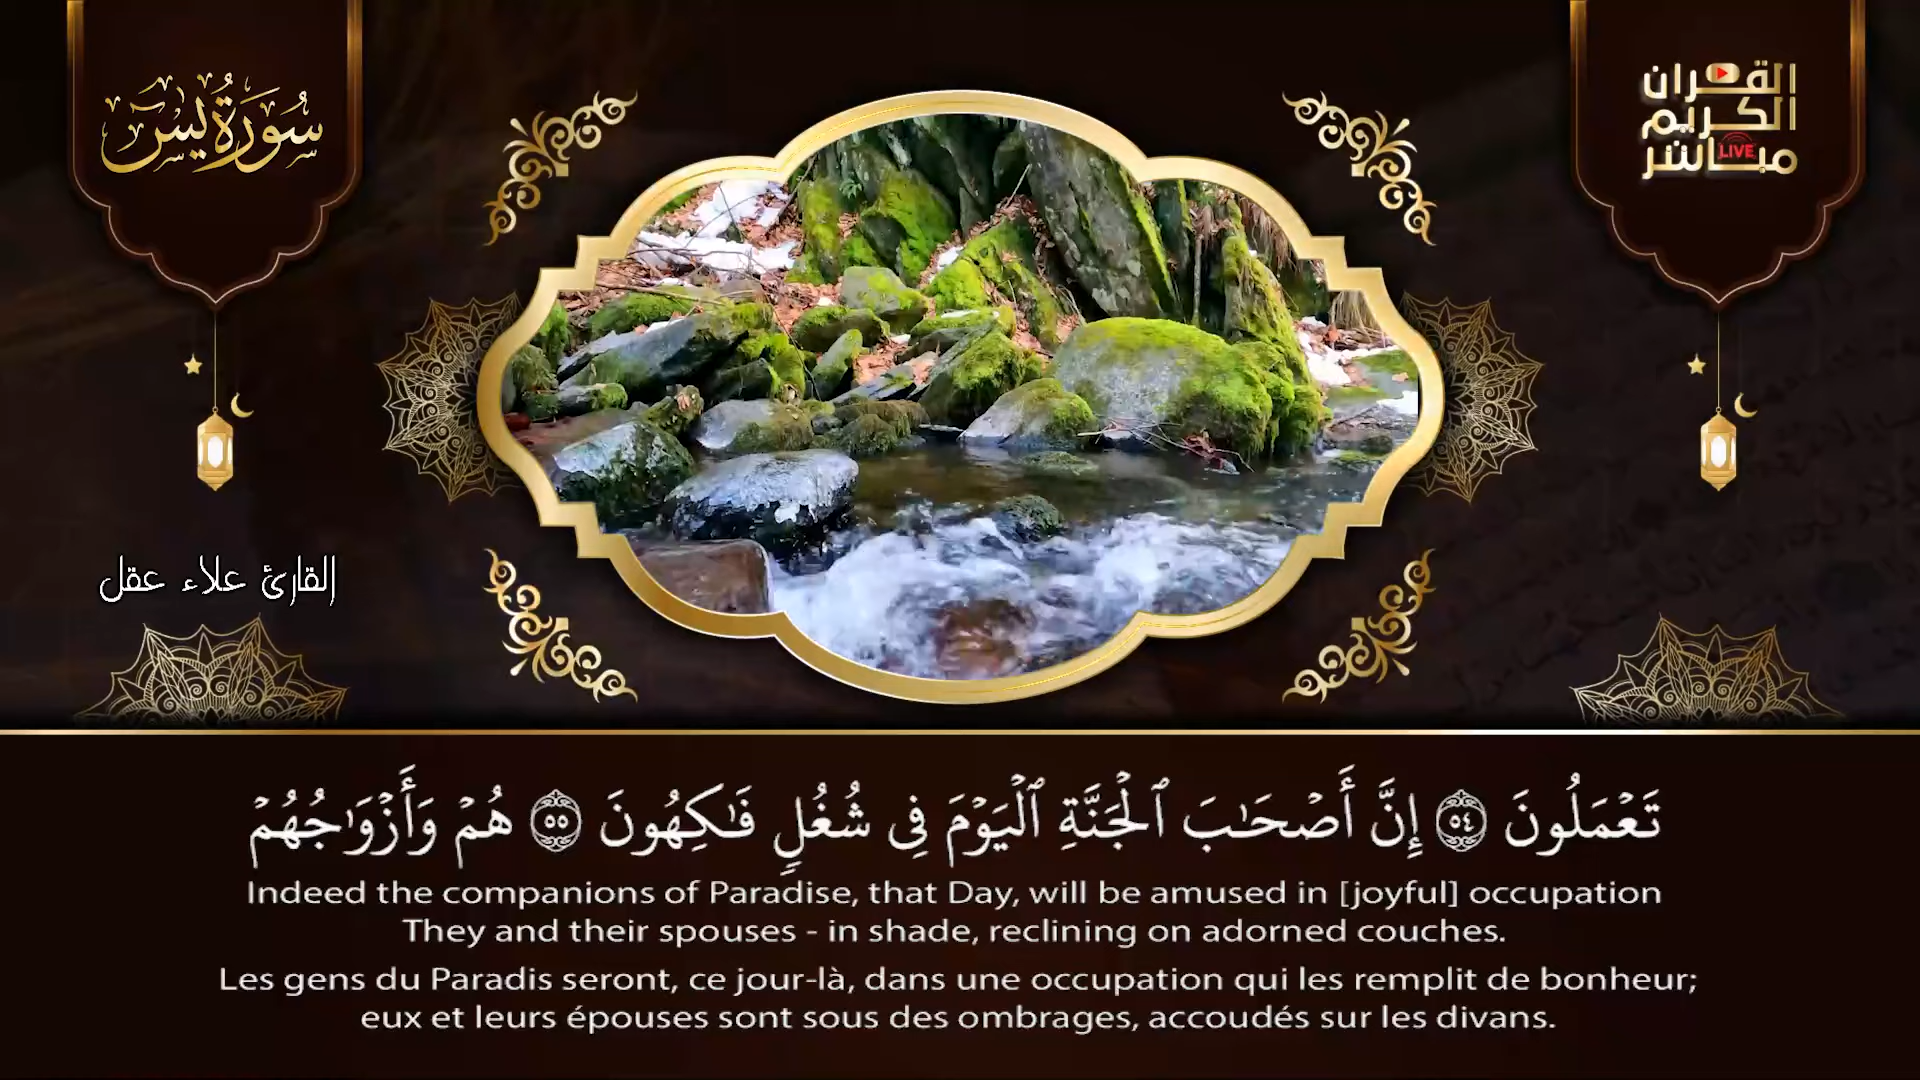 سُورَةُ يس
القرآن
الكريم
مباشر
LIVE
القارئ علاء عقل
تَعْمَلُونَ ٥٤ إِنَّ أَصْحَٰبَ ٱلْجَنَّةِ ٱلْيَوْمَ فِى شُغُلٍ فَٰكِهُونَ ٥٥ هُمْ وَأَزْوَٰجُهُمْ
Indeed the companions of Paradise, that Day, will be amused in [joyful] occupation
They and their spouses - in shade, reclining on adorned couches.
Les gens du Paradis seront, ce jour-là, dans une occupation qui les remplit de bonheur;
eux et leurs épouses sont sous des ombrages, accoudés sur les divans.